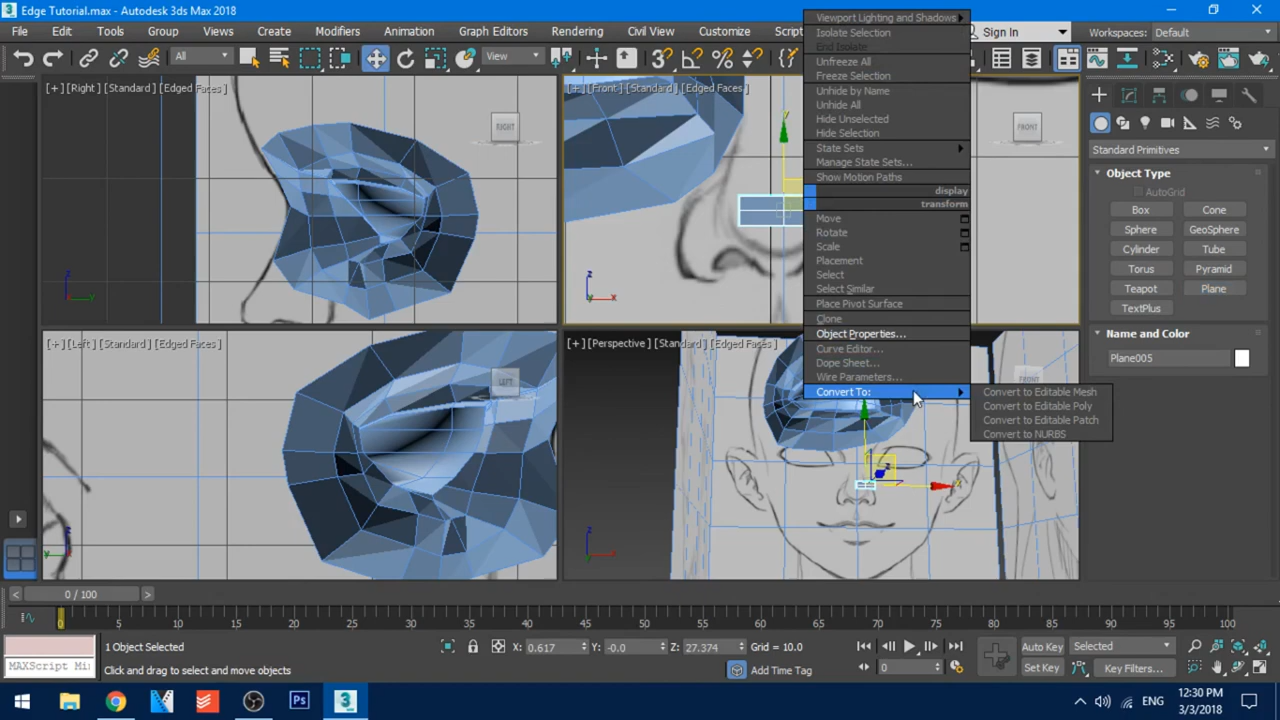 Edge Tutorial.max - Autodesk 3ds Max 2018
File Edit Tools Group Views Create Modifiers Animation Graph Editors Rendering Civil View Customize Script
Sign In
Workspaces: Default
All
View
[+] [Right] [Standard] [Edged Faces]
RIGHT
[+] [Front] [Standard] [Edged Faces]
FRONT
[+] [Left] [Standard] [Edged Faces]
LEFT
[+] [Perspective] [Standard] [Edged Faces]
Viewport Lighting and Shadows
Isolate Selection
End Isolate
Unfreeze All
Freeze Selection
Unhide by Name
Unhide All
Hide Unselected
Hide Selection
State Sets
Manage State Sets...
Show Motion Paths
display
transform
Move
Rotate
Scale
Placement
Select
Select Similar
Place Pivot Surface
Clone
Object Properties...
Curve Editor...
Dope Sheet...
Wire Parameters...
Convert To:
Convert to Editable Mesh
Convert to Editable Poly
Convert to Editable Patch
Convert to NURBS
Standard Primitives
Object Type
AutoGrid
Box Cone
Sphere GeoSphere
Cylinder Tube
Torus Pyramid
Teapot Plane
TextPlus
Name and Color
Plane005
0 / 100
0 5 10 15 20 25 30 35 40 45 50 55 60 65 70 75 80 85 90 95 100
1 Object Selected
X: 0.617 Y: -0.0 Z: 27.374 Grid = 10.0
Auto Key Selected
MAXScript Mi
Click and drag to select and move objects
Add Time Tag
0
Set Key Key Filters...
Ps
3
ENG
12:30 PM
3/3/2018